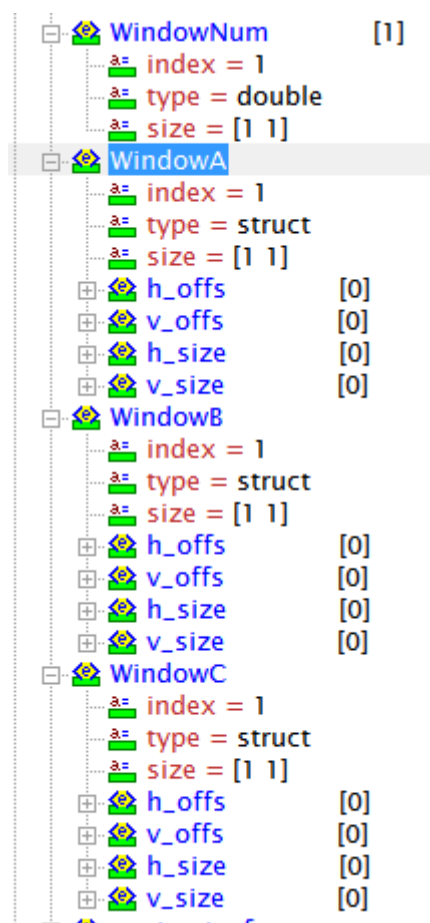 WindowNum [1]
index = 1
type = double
size = [1 1]
WindowA
index = 1
type = struct
size = [1 1]
h_offs [0]
v_offs [0]
h_size [0]
v_size [0]
WindowB
index = 1
type = struct
size = [1 1]
h_offs [0]
v_offs [0]
h_size [0]
v_size [0]
WindowC
index = 1
type = struct
size = [1 1]
h_offs [0]
v_offs [0]
h_size [0]
v_size [0]